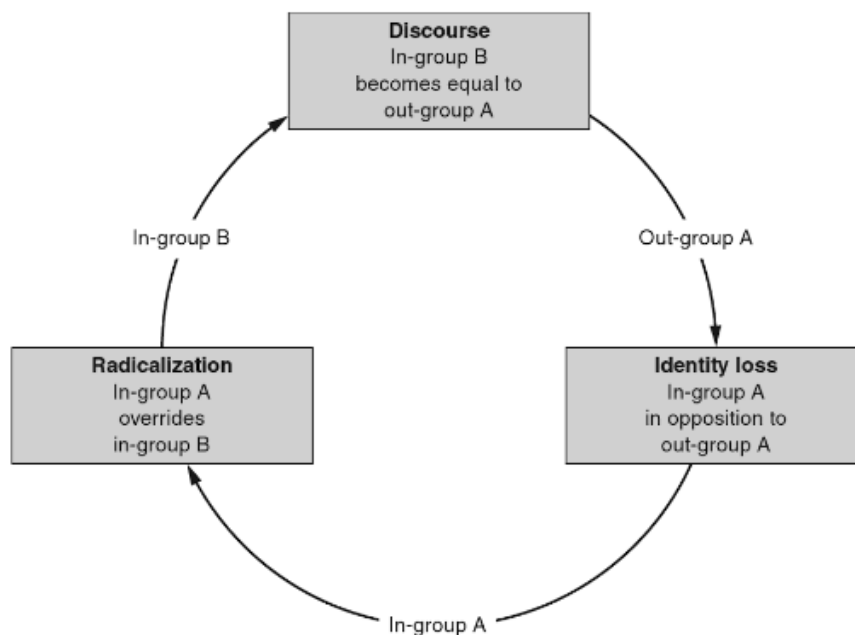 Discourse
In-group B
becomes equal to
out-group A
In-group B
Out-group A
Radicalization
In-group A
overrides
in-group B
Identity loss
In-group A
in opposition to
out-group A
In-group A